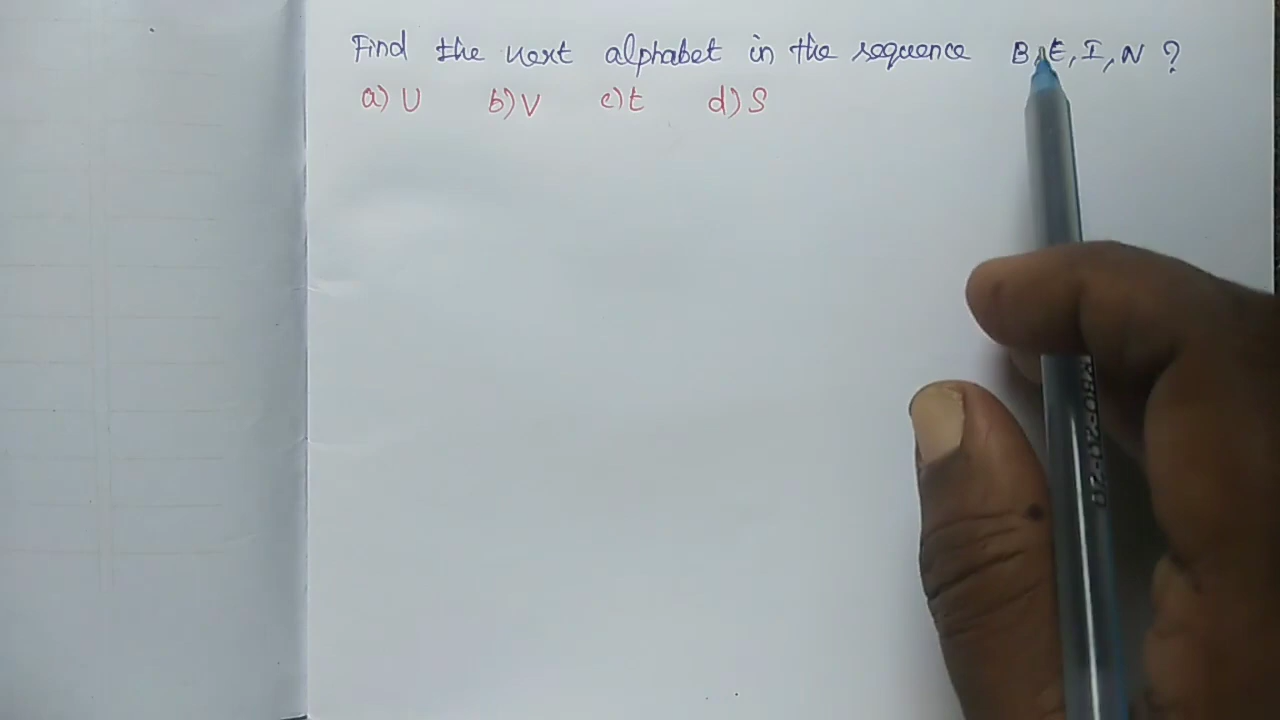 Find the next alphabet in the sequence B, E, I, N ?
a) U b) V c) t d) S